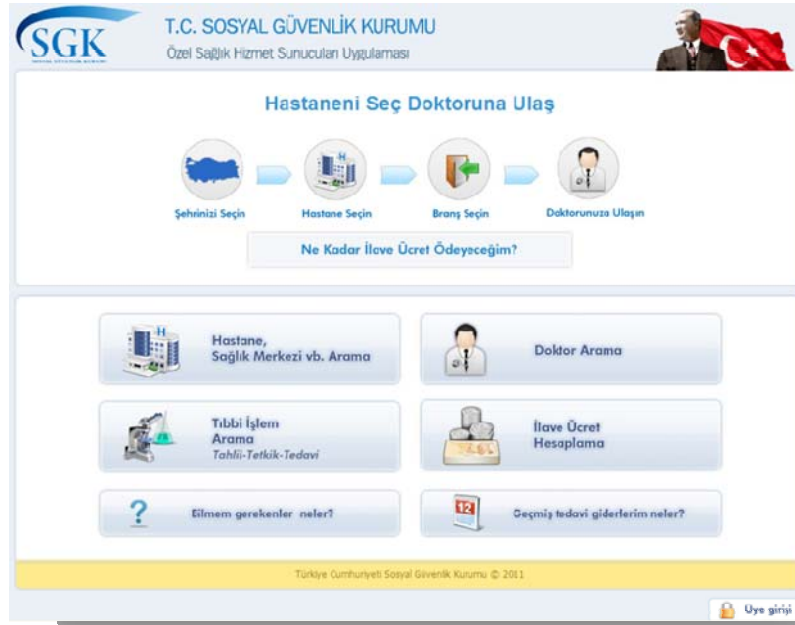 SGK
T.C. SOSYAL GÜVENLİK KURUMU
Özel Sağlık Hizmet Sunucuları Uygulaması
Hastaneni Seç Doktoruna Ulaş
Şehrinizi Seçin
Hastane Seçin
Branş Seçin
Doktorunuza Ulaşın
Ne Kadar İlave Ücret Ödeyeceğim?
Hastane,
Sağlık Merkezi vb. Arama
Doktor Arama
Tıbbi İşlem
Arama
Tahlil-Tetkik-Tedavi
İlave Ücret
Hesaplama
?
Bilmem gerekenler neler?
12
Geçmiş tedavi giderlerim neler?
Türkiye Cumhuriyeti Sosyal Güvenlik Kurumu © 2011
Üye girişi